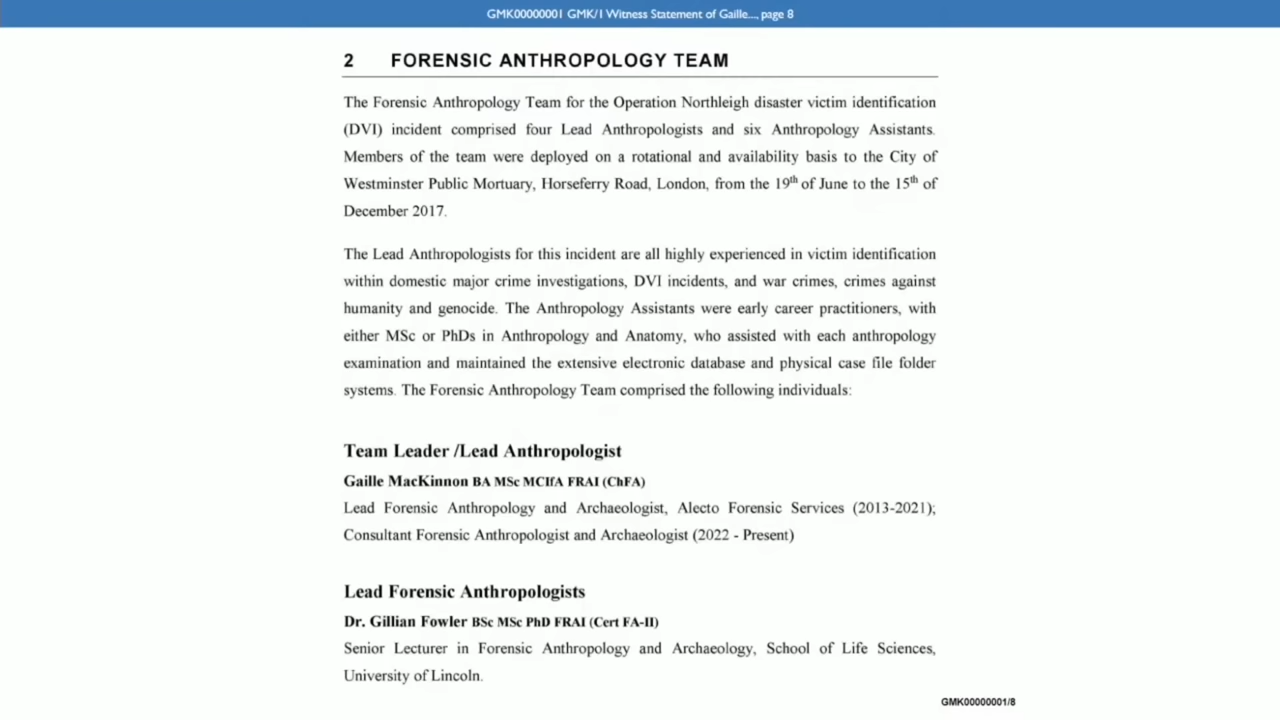 GMK00000001 GMK/1 Witness Statement of Gaille..., page 8
2 FORENSIC ANTHROPOLOGY TEAM
The Forensic Anthropology Team for the Operation Northleigh disaster victim identification
(DVI) incident comprised four Lead Anthropologists and six Anthropology Assistants.
Members of the team were deployed on a rotational and availability basis to the City of
Westminster Public Mortuary, Horseferry Road, London, from the 19th of June to the 15th of
December 2017.
The Lead Anthropologists for this incident are all highly experienced in victim identification
within domestic major crime investigations, DVI incidents, and war crimes, crimes against
humanity and genocide. The Anthropology Assistants were early career practitioners, with
either MSc or PhDs in Anthropology and Anatomy, who assisted with each anthropology
examination and maintained the extensive electronic database and physical case file folder
systems. The Forensic Anthropology Team comprised the following individuals:
Team Leader /Lead Anthropologist
Gaille MacKinnon BA MSc MCIfA FRAI (ChFA)
Lead Forensic Anthropology and Archaeologist, Alecto Forensic Services (2013-2021);
Consultant Forensic Anthropologist and Archaeologist (2022 - Present)
Lead Forensic Anthropologists
Dr. Gillian Fowler BSc MSc PhD FRAI (Cert FA-II)
Senior Lecturer in Forensic Anthropology and Archaeology, School of Life Sciences,
University of Lincoln.
GMK00000001/8